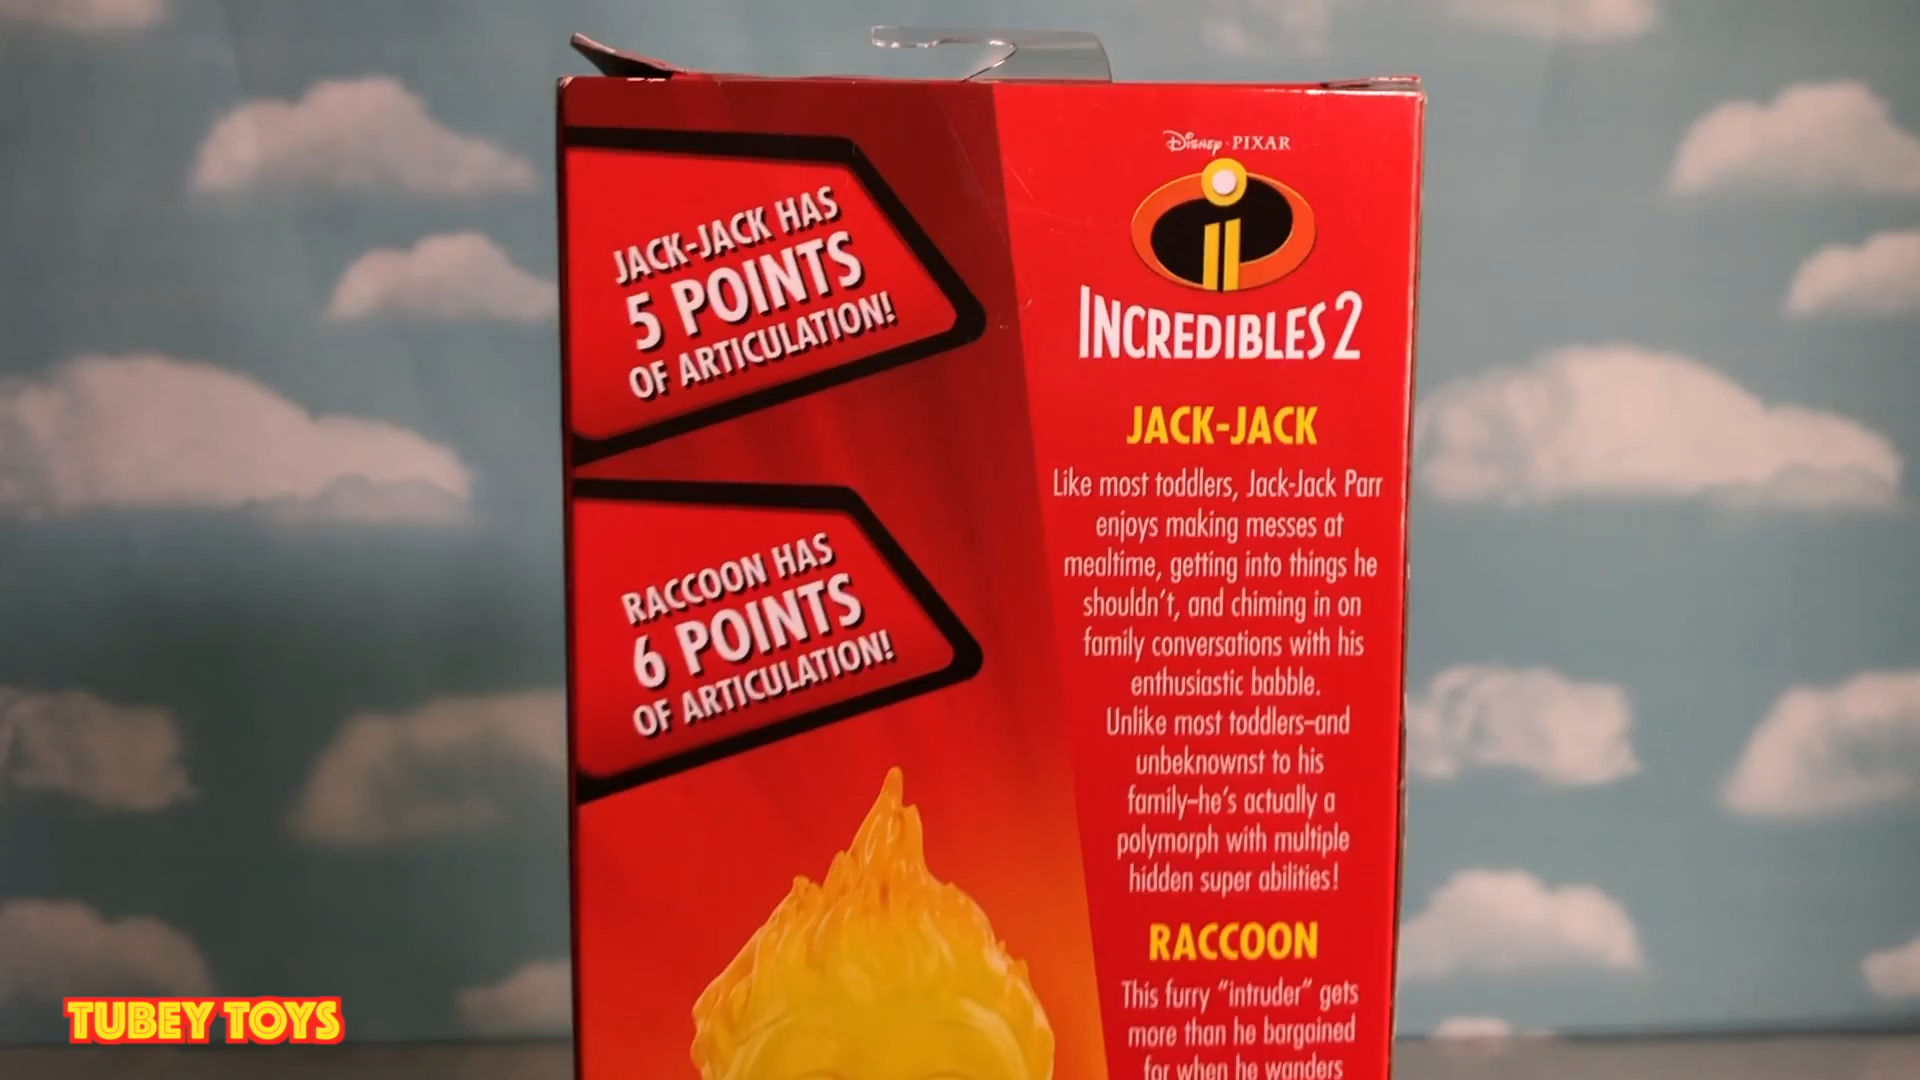 JACK-JACK HAS
5 POINTS
OF ARTICULATION!
RACCOON HAS
6 POINTS
OF ARTICULATION!
Disney · PIXAR
INCREDIBLES 2
JACK-JACK
Like most toddlers, Jack-Jack Parr
enjoys making messes at
mealtime, getting into things he
shouldn't, and chiming in on
family conversations with his
enthusiastic babble.
Unlike most toddlers–and
unbeknownst to his
family–he's actually a
polymorph with multiple
hidden super abilities!
RACCOON
This furry "intruder" gets
more than he bargained
for when he wanders
TUBEY TOYS